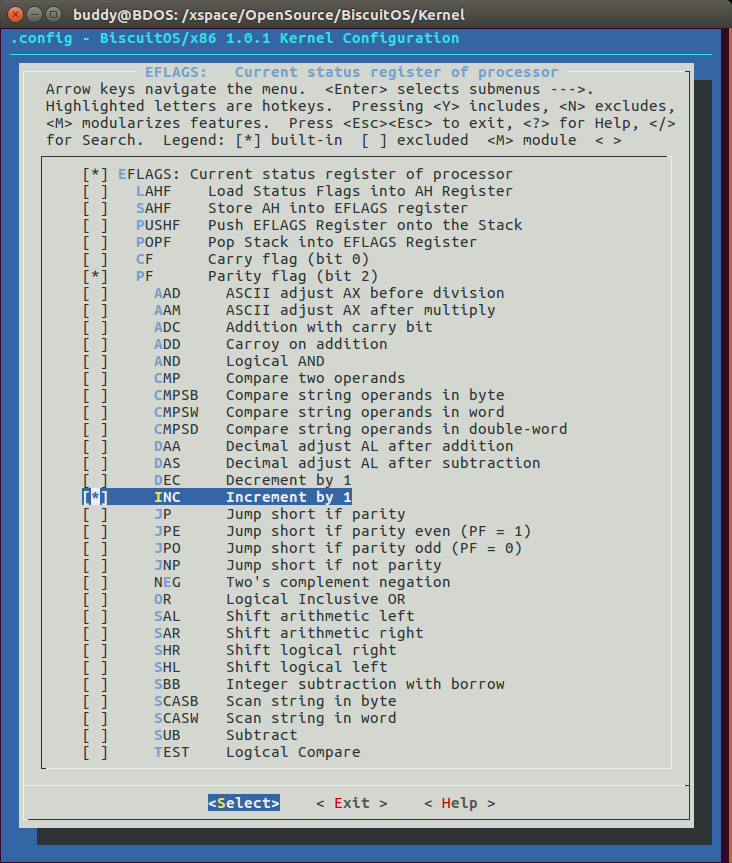 buddy@BDOS: /xspace/OpenSource/BiscuitOS/Kernel
.config - BiscuitOS/x86 1.0.1 Kernel Configuration
EFLAGS:   Current status register of processor
Arrow keys navigate the menu.  <Enter> selects submenus --->.
Highlighted letters are hotkeys.  Pressing <Y> includes, <N> excludes,
<M> modularizes features.  Press <Esc><Esc> to exit, <?> for Help, </>
for Search.  Legend: [*] built-in  [ ] excluded  <M> module  < >
[*] EFLAGS: Current status register of processor
[ ]   LAHF    Load Status Flags into AH Register
[ ]   SAHF    Store AH into EFLAGS register
[ ]   PUSHF   Push EFLAGS Register onto the Stack
[ ]   POPF    Pop Stack into EFLAGS Register
[ ]   CF      Carry flag (bit 0)
[*]   PF      Parity flag (bit 2)
[ ]     AAD     ASCII adjust AX before division
[ ]     AAM     ASCII adjust AX after multiply
[ ]     ADC     Addition with carry bit
[ ]     ADD     Carroy on addition
[ ]     AND     Logical AND
[ ]     CMP     Compare two operands
[ ]     CMPSB   Compare string operands in byte
[ ]     CMPSW   Compare string operands in word
[ ]     CMPSD   Compare string operands in double-word
[ ]     DAA     Decimal adjust AL after addition
[ ]     DAS     Decimal adjust AL after subtraction
[ ]     DEC     Decrement by 1
[*]     INC     Increment by 1
[ ]     JP      Jump short if parity
[ ]     JPE     Jump short if parity even (PF = 1)
[ ]     JPO     Jump short if parity odd (PF = 0)
[ ]     JNP     Jump short if not parity
[ ]     NEG     Two's complement negation
[ ]     OR      Logical Inclusive OR
[ ]     SAL     Shift arithmetic left
[ ]     SAR     Shift arithmetic right
[ ]     SHR     Shift logical right
[ ]     SHL     Shift logical left
[ ]     SBB     Integer subtraction with borrow
[ ]     SCASB   Scan string in byte
[ ]     SCASW   Scan string in word
[ ]     SUB     Subtract
[ ]     TEST    Logical Compare
<Select>    < Exit >    < Help >